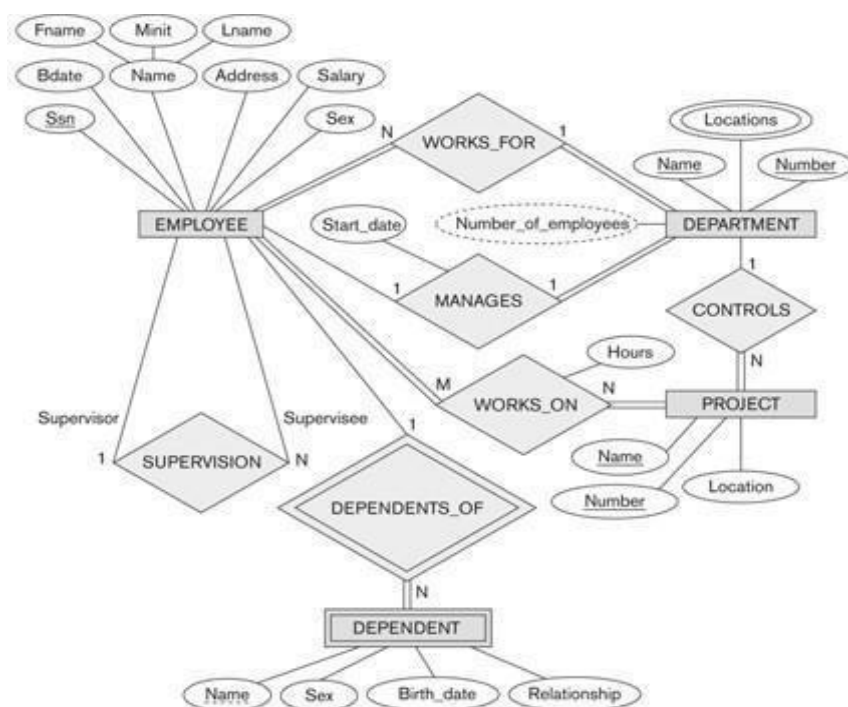 Fname
Minit
Lname
Bdate
Name
Address
Salary
Ssn
Sex
N
WORKS_FOR
1
Locations
Name
Number
EMPLOYEE
Start_date
Number_of_employees
DEPARTMENT
1
MANAGES
1
1
CONTROLS
N
Hours
M
WORKS_ON
N
PROJECT
Supervisor
Supervisee
1
Name
1
SUPERVISION
N
Number
Location
DEPENDENTS_OF
N
DEPENDENT
Name
Sex
Birth_date
Relationship